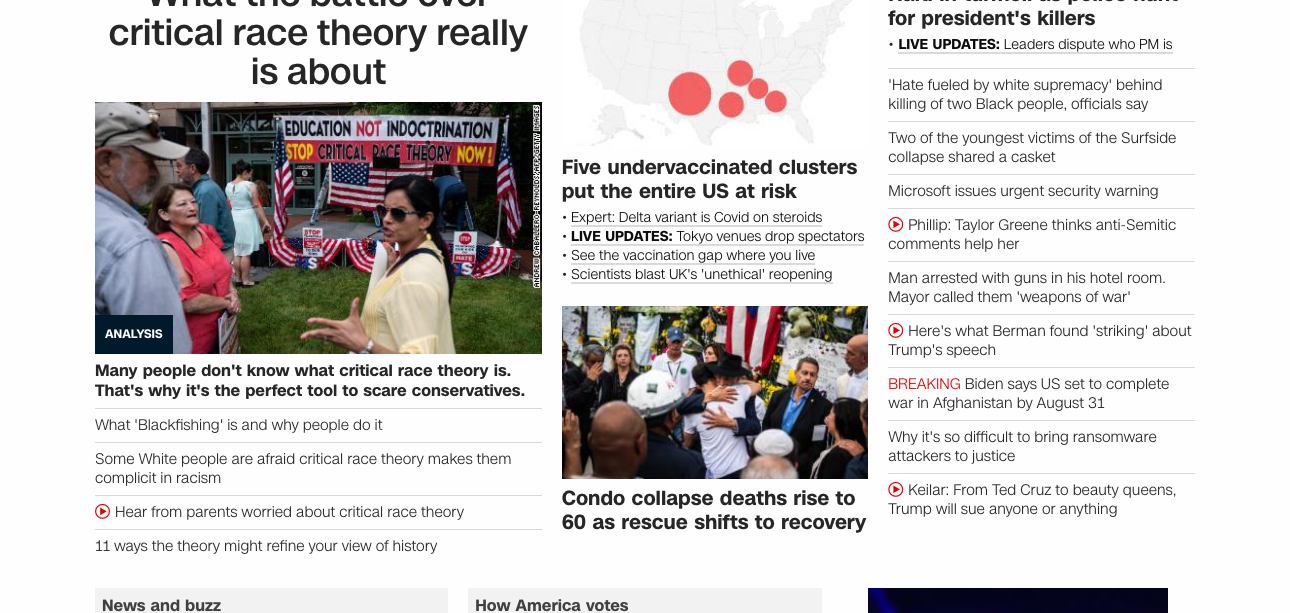 critical race theory really
is about
EDUCATION NOT INDOCTRINATION
STOP CRITICAL RACE THEORY NOW!
ANALYSIS
Many people don't know what critical race theory is.
That's why it's the perfect tool to scare conservatives.
What 'Blackfishing' is and why people do it
Some White people are afraid critical race theory makes them
complicit in racism
Hear from parents worried about critical race theory
11 ways the theory might refine your view of history
Five undervaccinated clusters
put the entire US at risk
• Expert: Delta variant is Covid on steroids
• LIVE UPDATES: Tokyo venues drop spectators
• See the vaccination gap where you live
• Scientists blast UK's 'unethical' reopening
Condo collapse deaths rise to
60 as rescue shifts to recovery
for president's killers
• LIVE UPDATES: Leaders dispute who PM is
'Hate fueled by white supremacy' behind
killing of two Black people, officials say
Two of the youngest victims of the Surfside
collapse shared a casket
Microsoft issues urgent security warning
Phillip: Taylor Greene thinks anti-Semitic
comments help her
Man arrested with guns in his hotel room.
Mayor called them 'weapons of war'
Here's what Berman found 'striking' about
Trump's speech
BREAKING Biden says US set to complete
war in Afghanistan by August 31
Why it's so difficult to bring ransomware
attackers to justice
Keilar: From Ted Cruz to beauty queens,
Trump will sue anyone or anything
News and buzz
How America votes